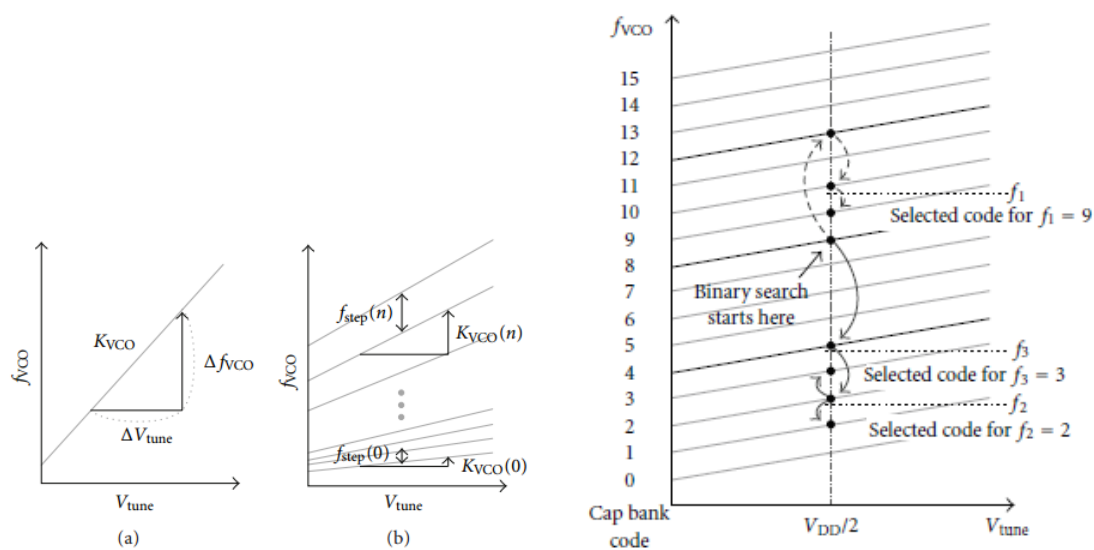 f_VCO
K_VCO
Δf_VCO
ΔV_tune
V_tune
(a)
f_VCO
f_step(n)
K_VCO(n)
f_step(0)
K_VCO(0)
V_tune
(b)
f_VCO
15
14
13
12
11
10
9
8
7
6
5
4
3
2
1
0
f_1
Selected code for f_1 = 9
Binary search
starts here
f_3
Selected code for f_3 = 3
f_2
Selected code for f_2 = 2
Cap bank
code
V_DD/2
V_tune